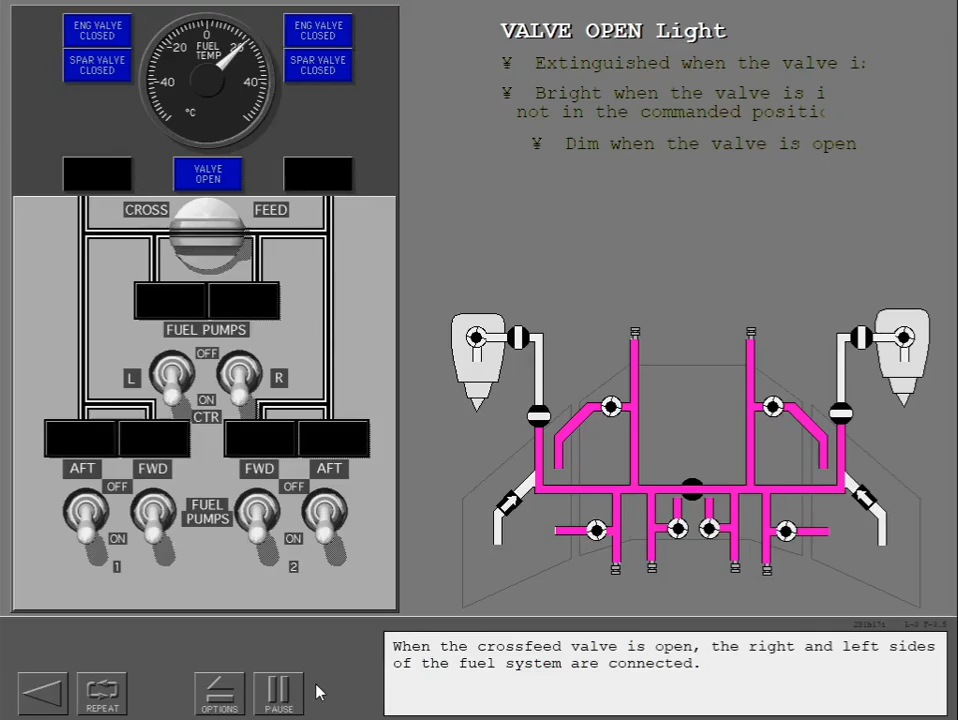 VALVE OPEN Light
¥ Extinguished when the valve i
¥ Bright when the valve is i
not in the commanded positi
¥ Dim when the valve is open
ENG VALVE
CLOSED
SPAR VALVE
CLOSED
ENG VALVE
CLOSED
SPAR VALVE
CLOSED
-40
-20
0
20
40
FUEL
TEMP
°C
VALVE
OPEN
CROSS
FEED
FUEL PUMPS
OFF
L
R
ON
CTR
AFT
FWD
FWD
AFT
OFF
OFF
FUEL
PUMPS
ON
ON
1
2
When the crossfeed valve is open, the right and left sides
of the fuel system are connected.
REPEAT
OPTIONS
PAUSE